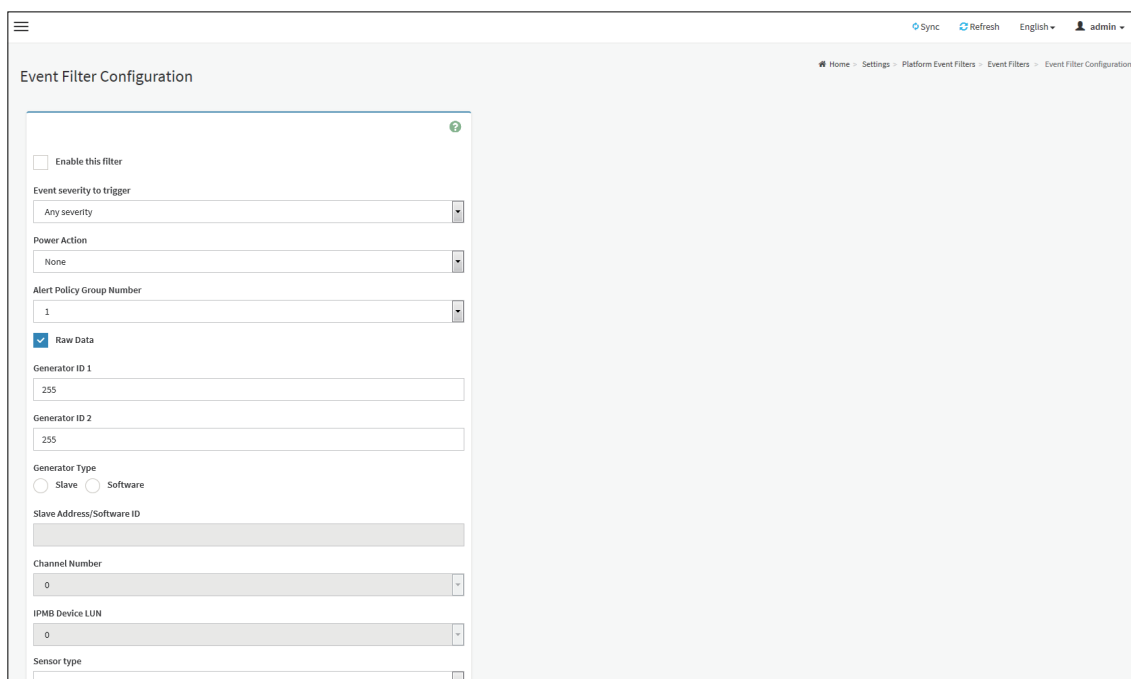 Sync Refresh English admin
Event Filter Configuration
Home > Settings > Platform Event Filters > Event Filters > Event Filter Configuration
Enable this filter
Event severity to trigger
Any severity
Power Action
None
Alert Policy Group Number
1
Raw Data
Generator ID 1
255
Generator ID 2
255
Generator Type
Slave Software
Slave Address/Software ID
Channel Number
0
IPMB Device LUN
0
Sensor type